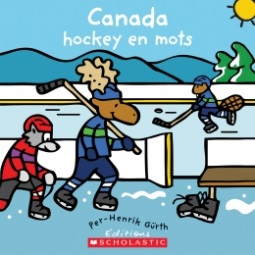 Canada
hockey en mots
Per-Henrik Gürth
Éditions
SCHOLASTIC